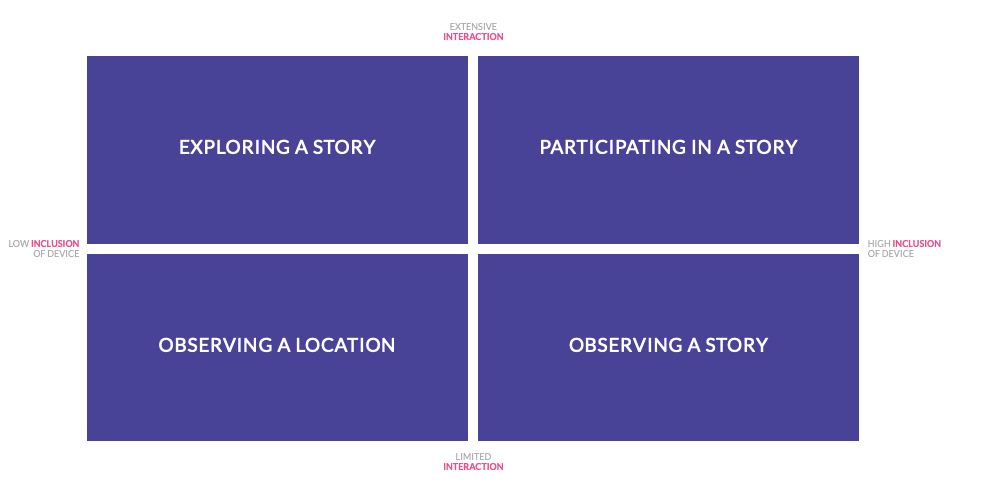 EXTENSIVE
INTERACTION
EXPLORING A STORY
PARTICIPATING IN A STORY
LOW INCLUSION
OF DEVICE
HIGH INCLUSION
OF DEVICE
OBSERVING A LOCATION
OBSERVING A STORY
LIMITED
INTERACTION